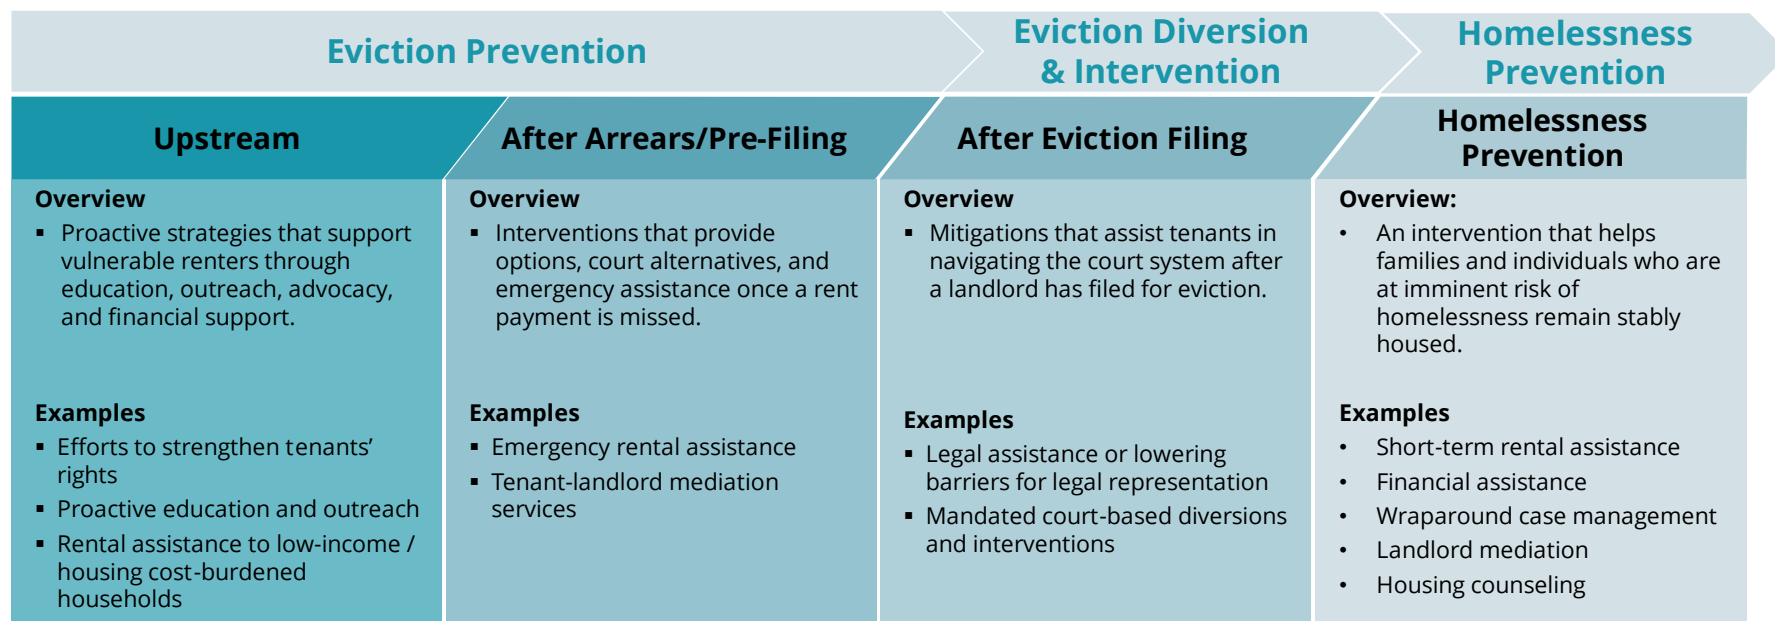 Eviction Prevention
Eviction Diversion
& Intervention
Homelessness
Prevention
Upstream
After Arrears/Pre-Filing
After Eviction Filing
Homelessness
Prevention
Overview
▪ Proactive strategies that support
vulnerable renters through
education, outreach, advocacy,
and financial support.
Examples
▪ Efforts to strengthen tenants’
rights
▪ Proactive education and outreach
▪ Rental assistance to low-income /
housing cost-burdened
households
Overview
▪ Interventions that provide
options, court alternatives, and
emergency assistance once a rent
payment is missed.
Examples
▪ Emergency rental assistance
▪ Tenant-landlord mediation
services
Overview
▪ Mitigations that assist tenants in
navigating the court system after
a landlord has filed for eviction.
Examples
▪ Legal assistance or lowering
barriers for legal representation
▪ Mandated court-based diversions
and interventions
Overview:
• An intervention that helps
families and individuals who are
at imminent risk of
homelessness remain stably
housed.
Examples
• Short-term rental assistance
• Financial assistance
• Wraparound case management
• Landlord mediation
• Housing counseling